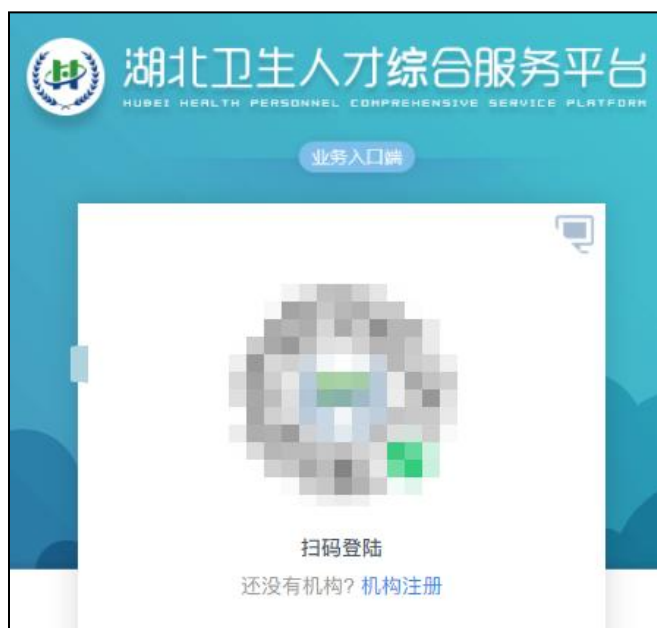 湖北卫生人才综合服务平台
HUBEI HEALTH PERSONNEL COMPREHENSIVE SERVICE PLATFORM
业务入口端
扫码登陆
还没有机构? 机构注册